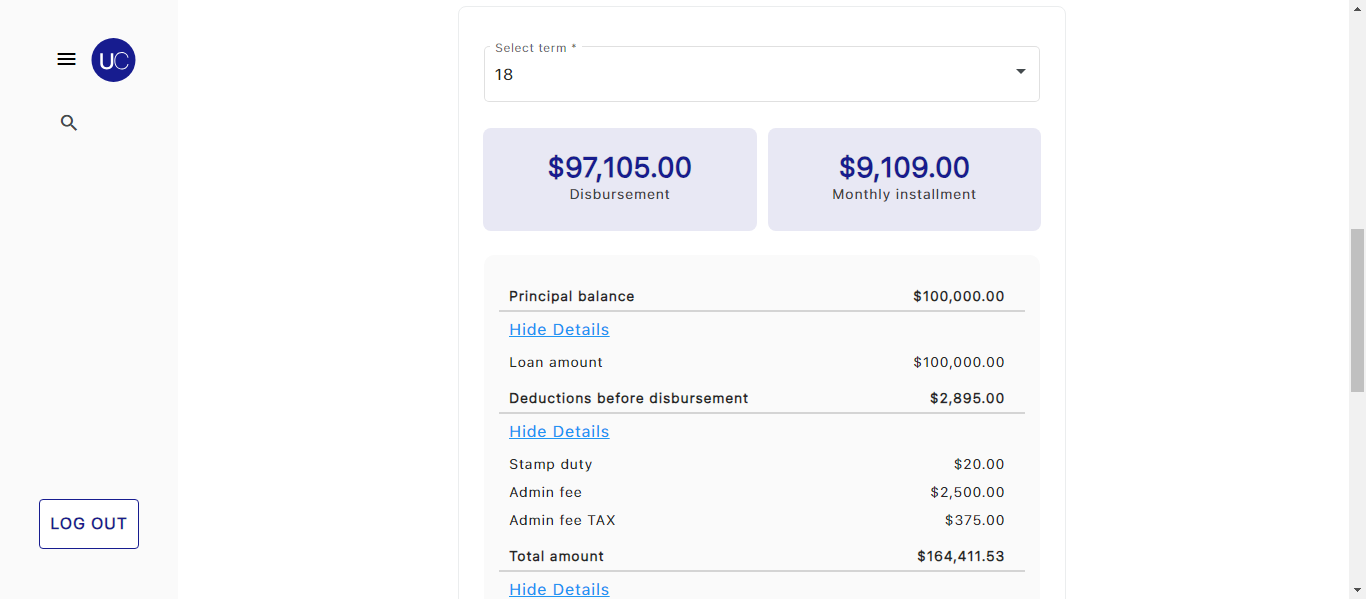 UC
Select term *
18
$97,105.00
Disbursement
$9,109.00
Monthly installment
Principal balance $100,000.00
Hide Details
Loan amount $100,000.00
Deductions before disbursement $2,895.00
Hide Details
Stamp duty $20.00
Admin fee $2,500.00
Admin fee TAX $375.00
LOG OUT
Total amount $164,411.53
Hide Details